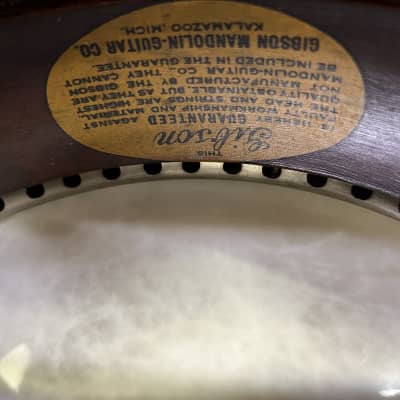 THIS
Gibson
IS HEREBY GUARANTEED AGAINST
FAULTY WORKMANSHIP AND MATERIAL.
THE HEAD AND STRINGS ARE HIGHEST
QUALITY OBTAINABLE, BUT AS THEY ARE
NOT MANUFACTURED BY THE GIBSON
MANDOLIN-GUITAR CO., THEY CANNOT
BE INCLUDED IN THE GUARANTEE.
GIBSON MANDOLIN-GUITAR CO.
KALAMAZOO, MICH.